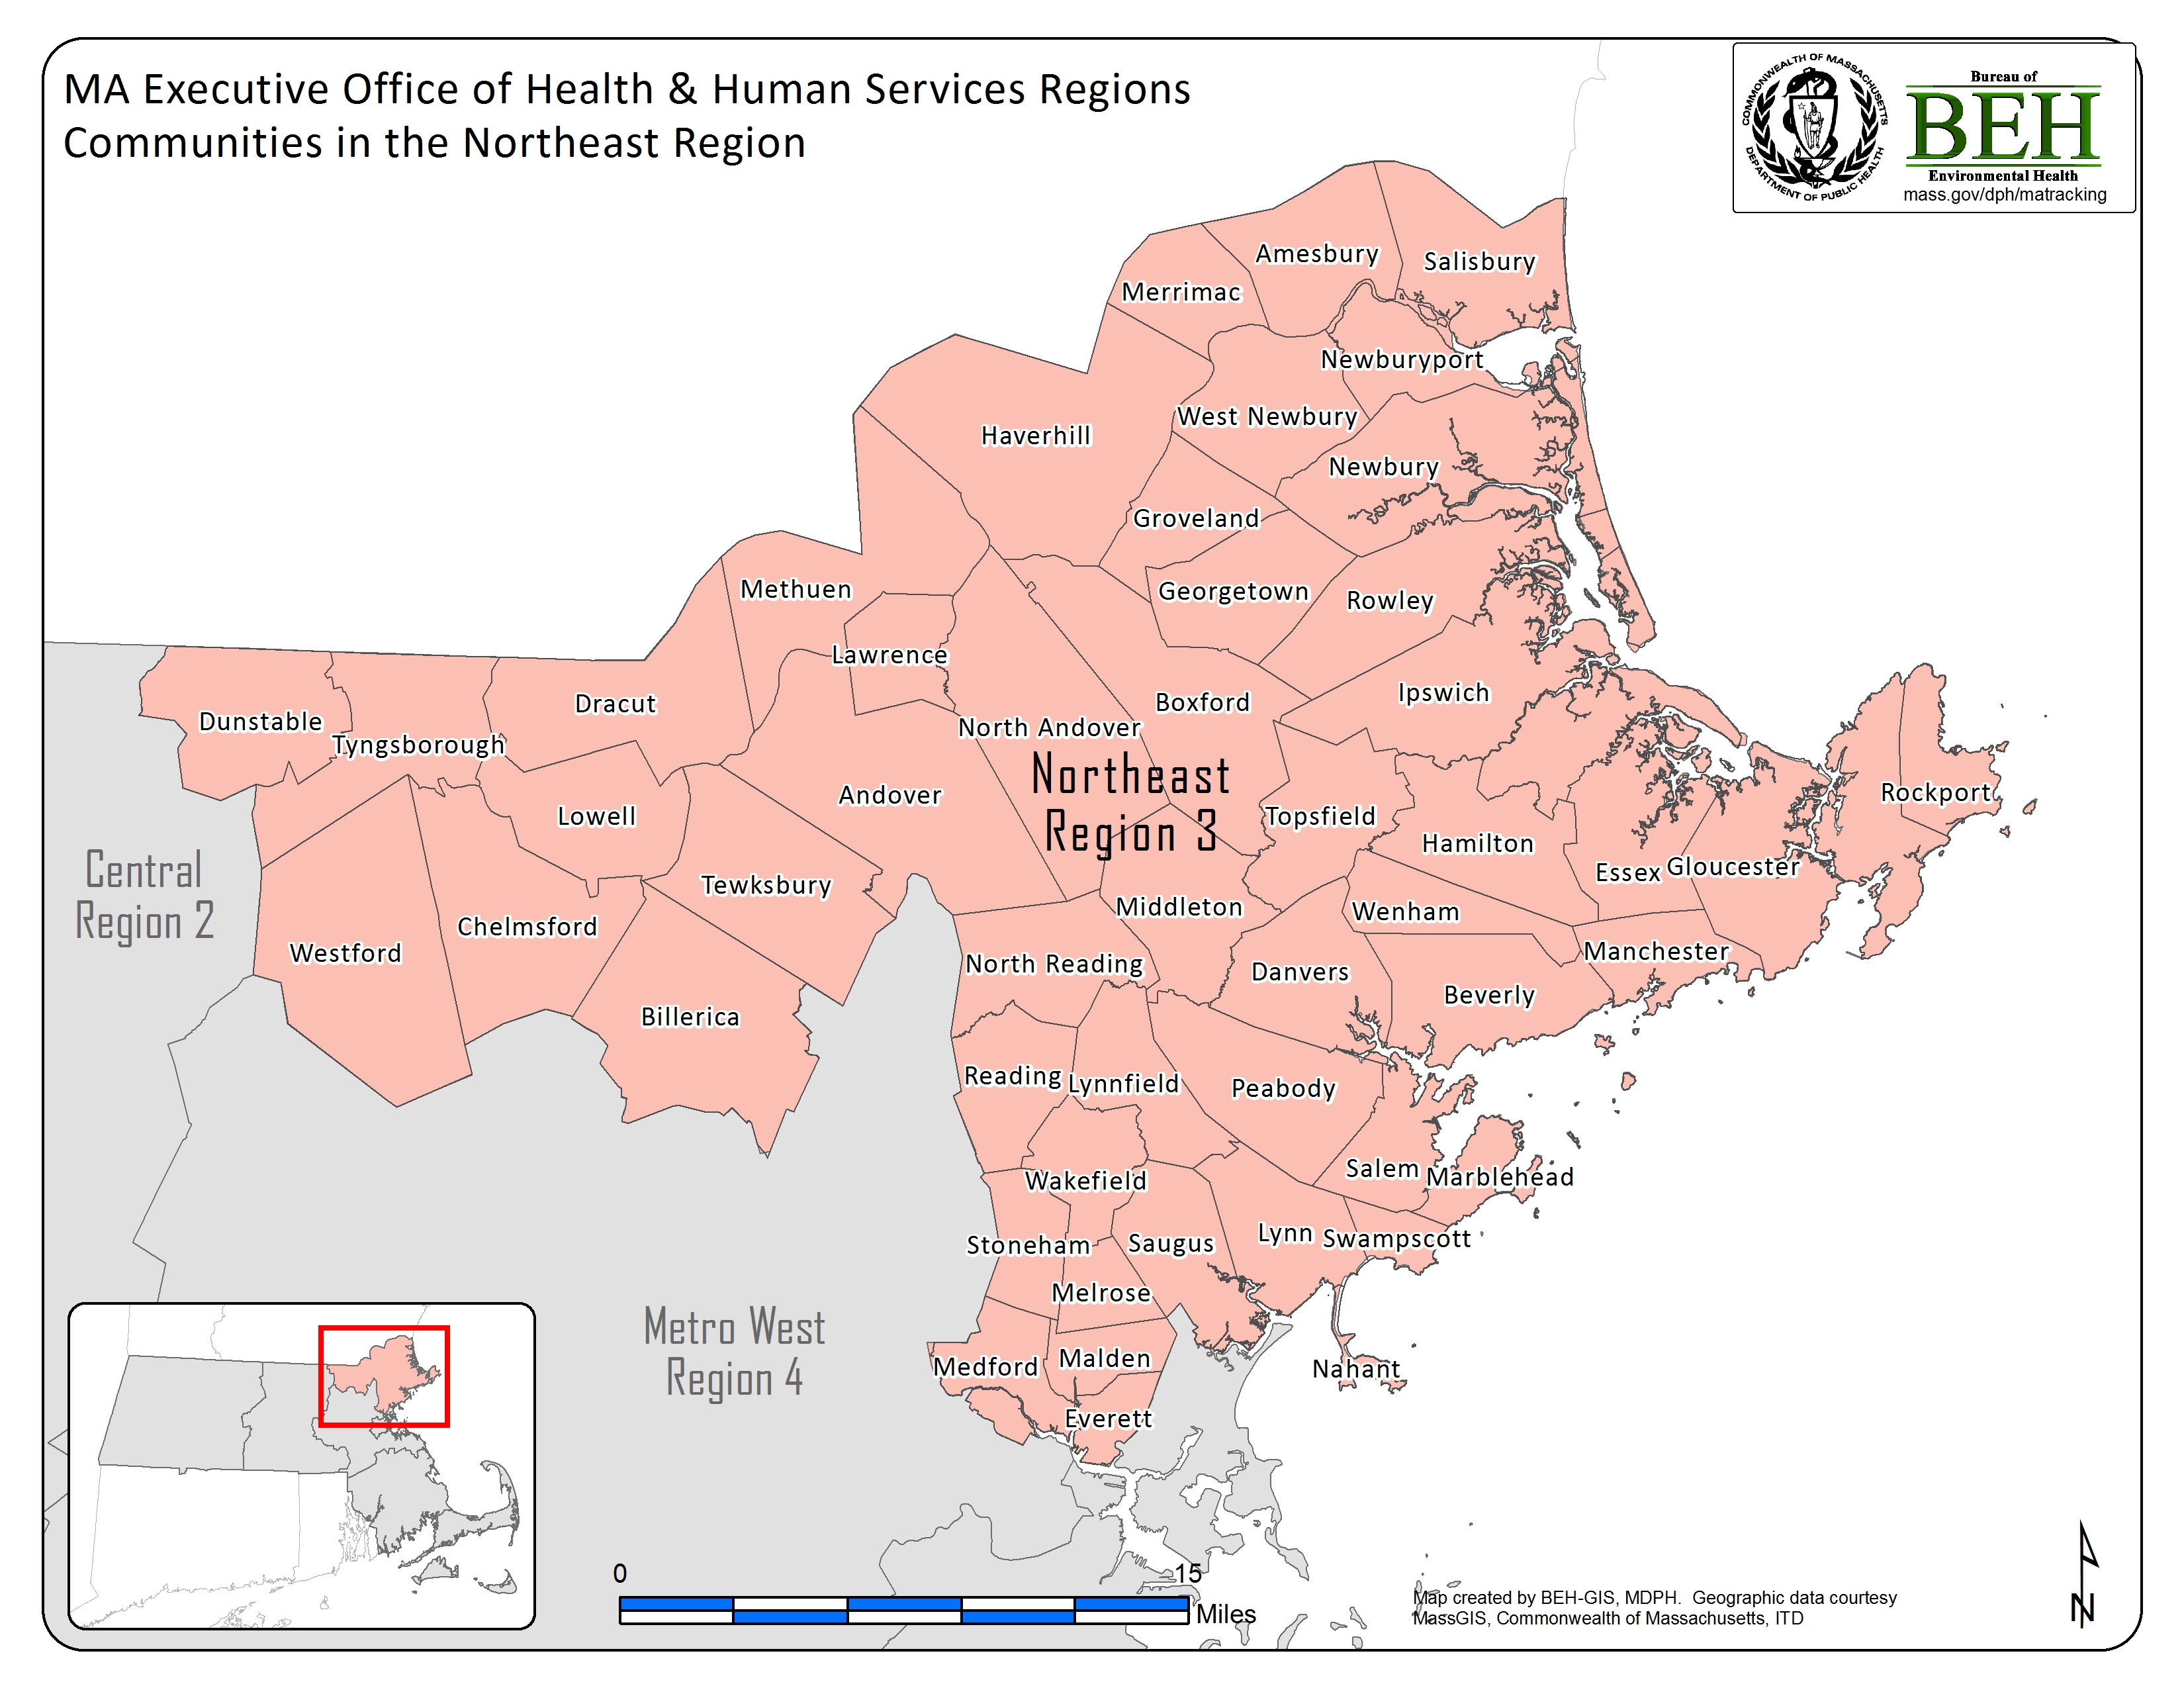 MA Executive Office of Health & Human Services Regions
Communities in the Northeast Region
COMMONWEALTH OF MASSACHUSETTS
DEPARTMENT OF PUBLIC HEALTH
Bureau of
BEH
Environmental Health
mass.gov/dph/matracking
Amesbury
Salisbury
Merrimac
Newburyport
West Newbury
Haverhill
Newbury
Groveland
Methuen
Georgetown
Rowley
Lawrence
Ipswich
Boxford
Dracut
Dunstable
North Andover
Tyngsborough
Northeast
Region 3
Rockport
Andover
Lowell
Topsfield
Hamilton
Gloucester
Essex
Central
Region 2
Tewksbury
Middleton
Wenham
Chelmsford
Manchester
Westford
North Reading
Danvers
Beverly
Billerica
Reading
Lynnfield
Peabody
Salem
Marblehead
Wakefield
Lynn
Swampscott
Saugus
Stoneham
Melrose
Metro West
Region 4
Malden
Medford
Nahant
Everett
0
15
Miles
Map created by BEH-GIS, MDPH. Geographic data courtesy
MassGIS, Commonwealth of Massachusetts, ITD
N